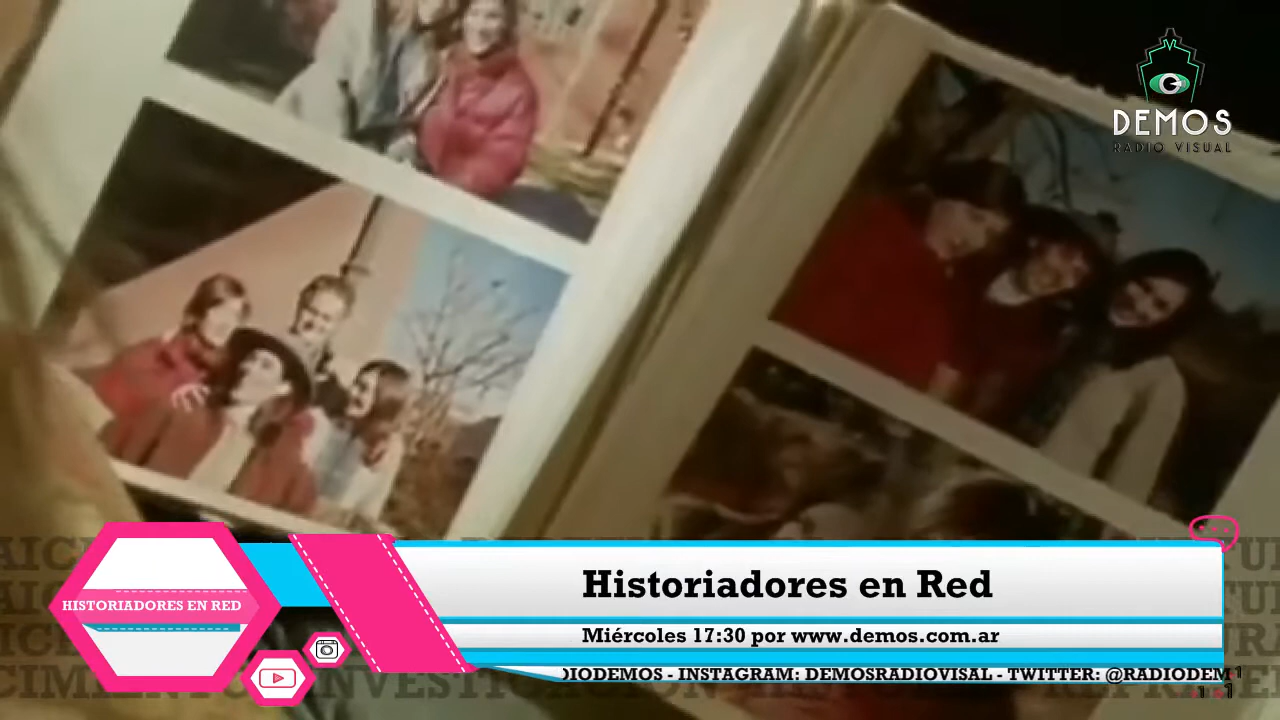 DEMOS
RADIO VISUAL
Historiadores en Red
HISTORIADORES EN RED
Miércoles 17:30 por www.demos.com.ar
DIODEMOS - INSTAGRAM: DEMOSRADIOVISAL - TWITTER: @RADIODEM